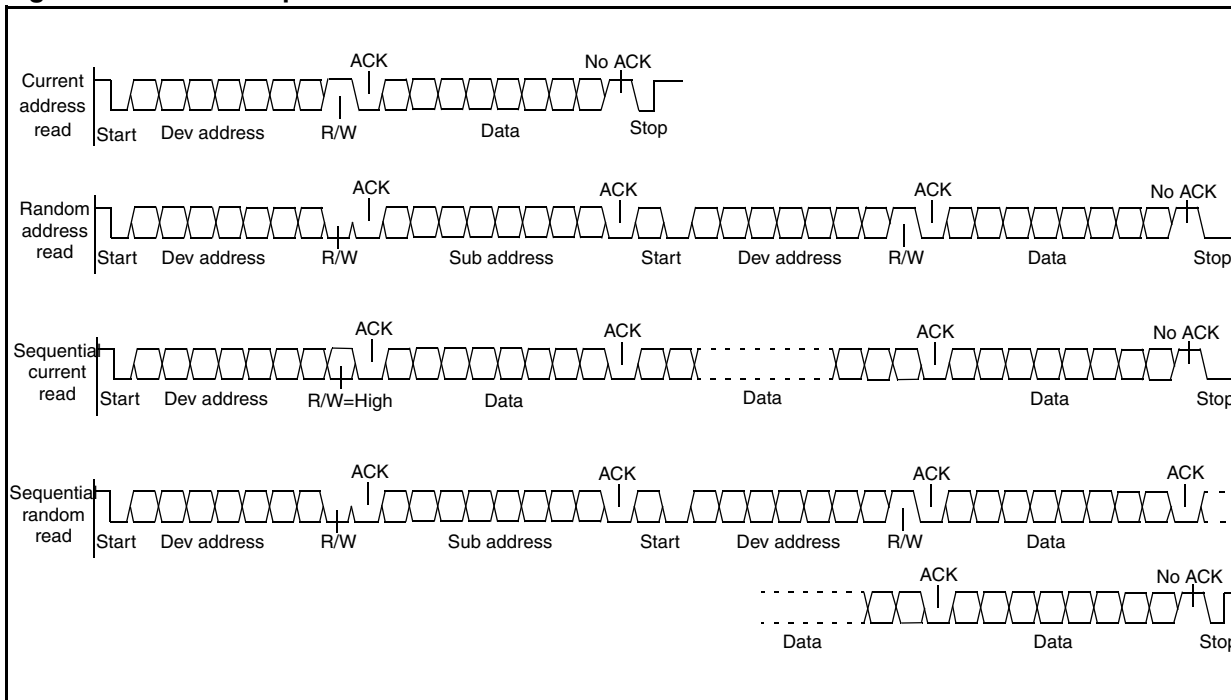 ACK No ACK
Current
address
read
Start Dev address R/W Data Stop
ACK ACK ACK No ACK
Random
address
read
Start Dev address R/W Sub address Start Dev address R/W Data Stop
ACK ACK ACK No ACK
Sequential
current
read
Start Dev address R/W=High Data Data Data Stop
ACK ACK ACK ACK
Sequential
random
read
Start Dev address R/W Sub address Start Dev address R/W Data
ACK No ACK
Data Data Stop